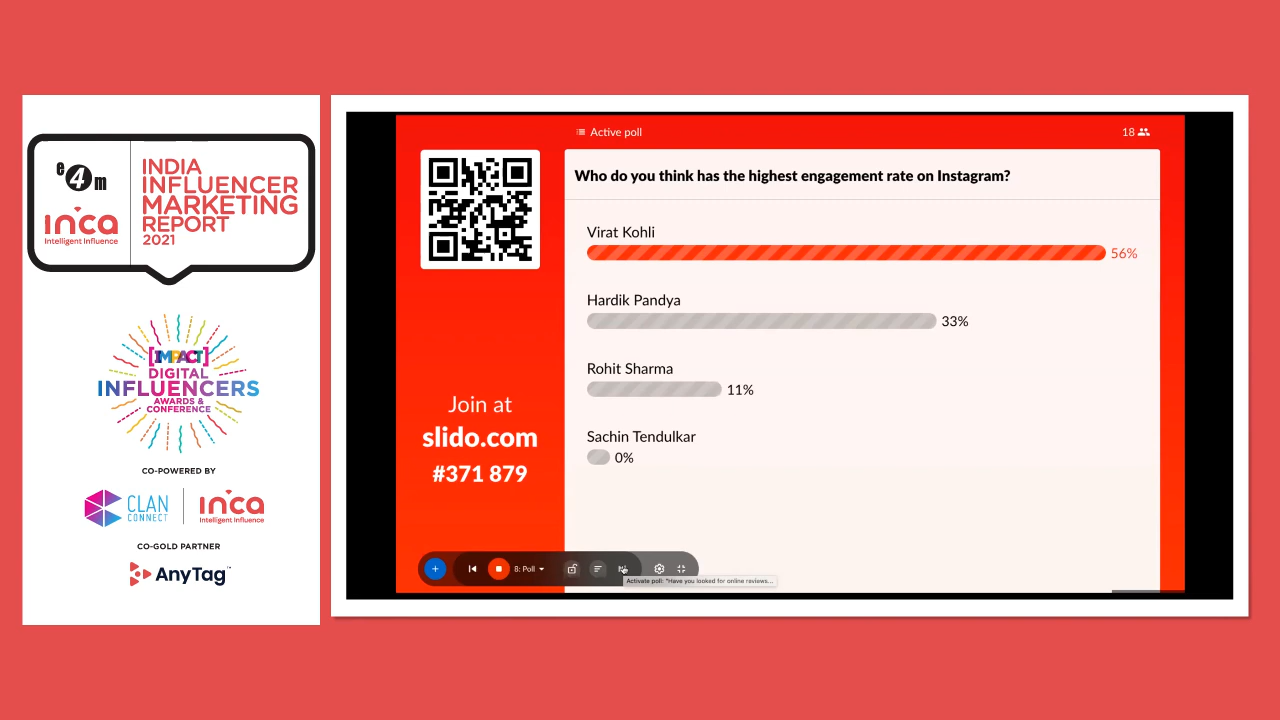 e4m
inca
Intelligent Influence
INDIA
INFLUENCER
MARKETING
REPORT
2021
[IMPACT]
DIGITAL
INFLUENCERS
AWARDS &
CONFERENCE
CO-POWERED BY
CLAN
CONNECT
inca
Intelligent Influence
CO-GOLD PARTNER
AnyTag™
Active poll
18
Join at
slido.com
#371 879
Who do you think has the highest engagement rate on Instagram?
Virat Kohli
56%
Hardik Pandya
33%
Rohit Sharma
11%
Sachin Tendulkar
0%
8: Poll
Activate poll: "Have you looked for online reviews...